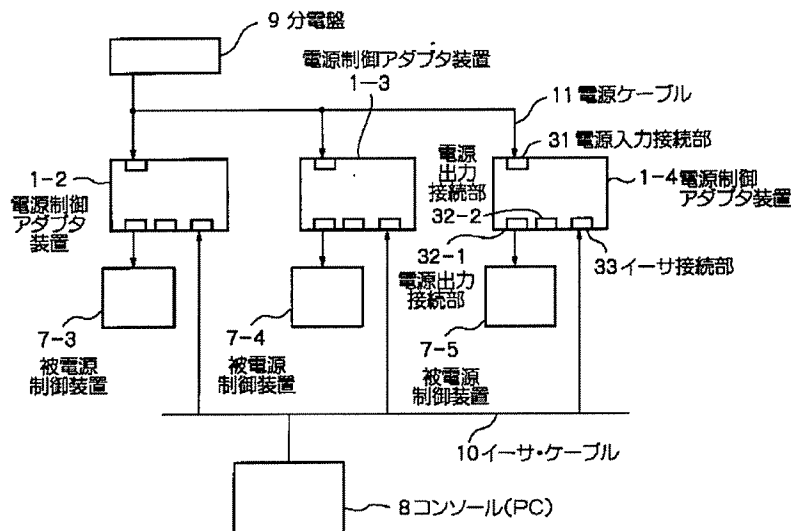 9 分電盤
電源制御アダプタ装置
1-3
11 電源ケーブル
31 電源入力接続部
電源
出力
接続部
32-2
1-4 電源制御
アダプタ装置
1-2
電源制御
アダプタ
装置
32-1
電源出力
接続部
33 イーサ接続部
7-3
被電源
制御装置
7-4
被電源
制御装置
7-5
被電源
制御装置
10 イーサ・ケーブル
8 コンソール(PC)